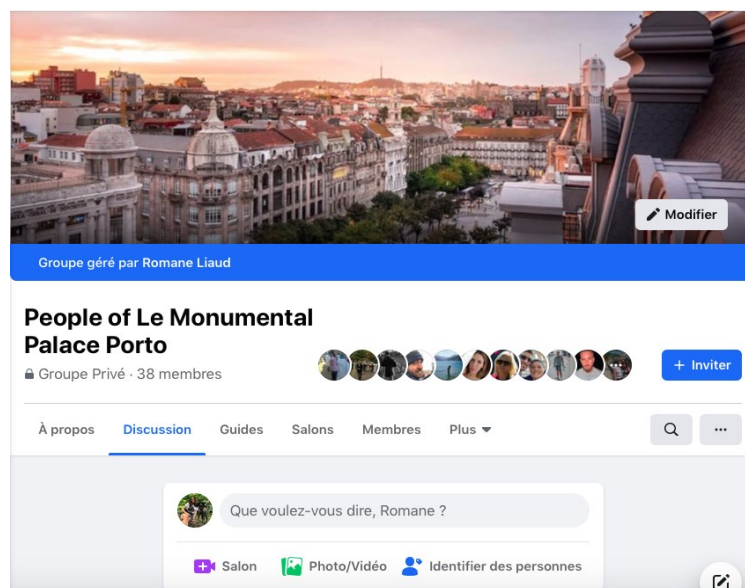 Modifier
Groupe géré par Romane Liaud
People of Le Monumental
Palace Porto
Groupe Privé · 38 membres
+ Inviter
À propos Discussion Guides Salons Membres Plus
Que voulez-vous dire, Romane ?
Salon Photo/Vidéo Identifier des personnes